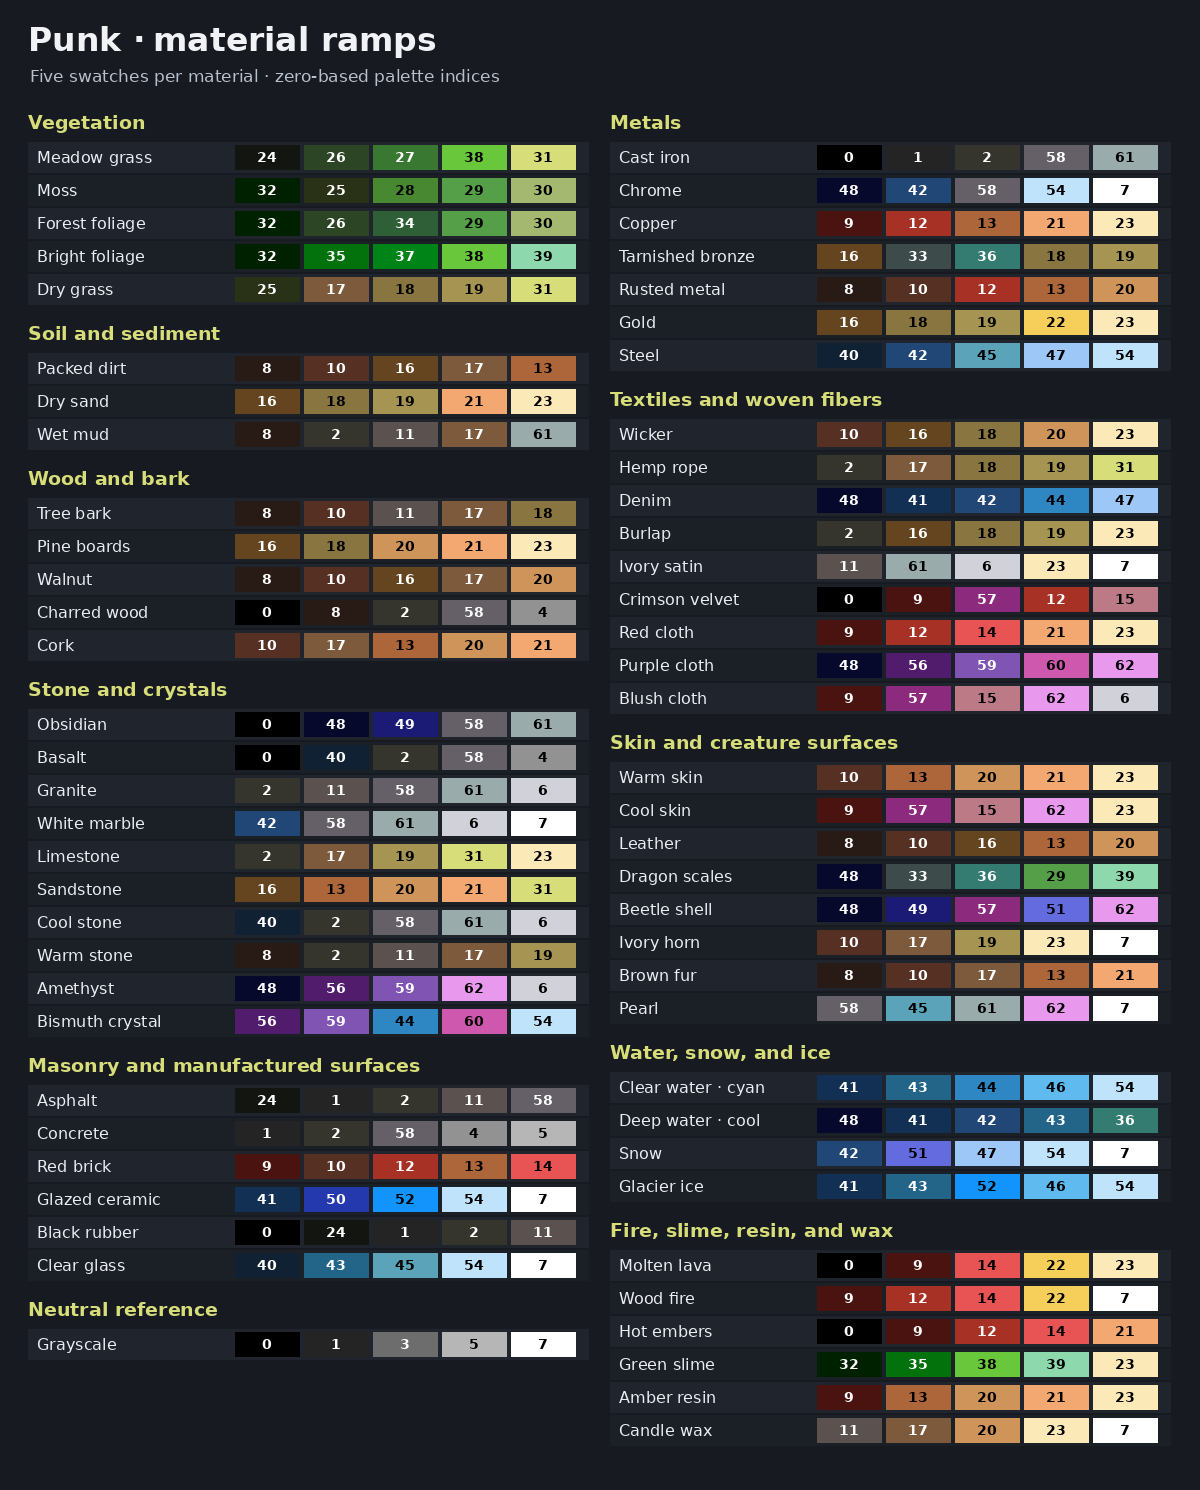 Punk · material ramps
Five swatches per material · zero-based palette indices
Vegetation
Meadow grass 24 26 27 38 31
Moss 32 25 28 29 30
Forest foliage 32 26 34 29 30
Bright foliage 32 35 37 38 39
Dry grass 25 17 18 19 31
Soil and sediment
Packed dirt 8 10 16 17 13
Dry sand 16 18 19 21 23
Wet mud 8 2 11 17 61
Wood and bark
Tree bark 8 10 11 17 18
Pine boards 16 18 20 21 23
Walnut 8 10 16 17 20
Charred wood 0 8 2 58 4
Cork 10 17 13 20 21
Stone and crystals
Obsidian 0 48 49 58 61
Basalt 0 40 2 58 4
Granite 2 11 58 61 6
White marble 42 58 61 6 7
Limestone 2 17 19 31 23
Sandstone 16 13 20 21 31
Cool stone 40 2 58 61 6
Warm stone 8 2 11 17 19
Amethyst 48 56 59 62 6
Bismuth crystal 56 59 44 60 54
Masonry and manufactured surfaces
Asphalt 24 1 2 11 58
Concrete 1 2 58 4 5
Red brick 9 10 12 13 14
Glazed ceramic 41 50 52 54 7
Black rubber 0 24 1 2 11
Clear glass 40 43 45 54 7
Neutral reference
Grayscale 0 1 3 5 7
Metals
Cast iron 0 1 2 58 61
Chrome 48 42 58 54 7
Copper 9 12 13 21 23
Tarnished bronze 16 33 36 18 19
Rusted metal 8 10 12 13 20
Gold 16 18 19 22 23
Steel 40 42 45 47 54
Textiles and woven fibers
Wicker 10 16 18 20 23
Hemp rope 2 17 18 19 31
Denim 48 41 42 44 47
Burlap 2 16 18 19 23
Ivory satin 11 61 6 23 7
Crimson velvet 0 9 57 12 15
Red cloth 9 12 14 21 23
Purple cloth 48 56 59 60 62
Blush cloth 9 57 15 62 6
Skin and creature surfaces
Warm skin 10 13 20 21 23
Cool skin 9 57 15 62 23
Leather 8 10 16 13 20
Dragon scales 48 33 36 29 39
Beetle shell 48 49 57 51 62
Ivory horn 10 17 19 23 7
Brown fur 8 10 17 13 21
Pearl 58 45 61 62 7
Water, snow, and ice
Clear water · cyan 41 43 44 46 54
Deep water · cool 48 41 42 43 36
Snow 42 51 47 54 7
Glacier ice 41 43 52 46 54
Fire, slime, resin, and wax
Molten lava 0 9 14 22 23
Wood fire 9 12 14 22 7
Hot embers 0 9 12 14 21
Green slime 32 35 38 39 23
Amber resin 9 13 20 21 23
Candle wax 11 17 20 23 7